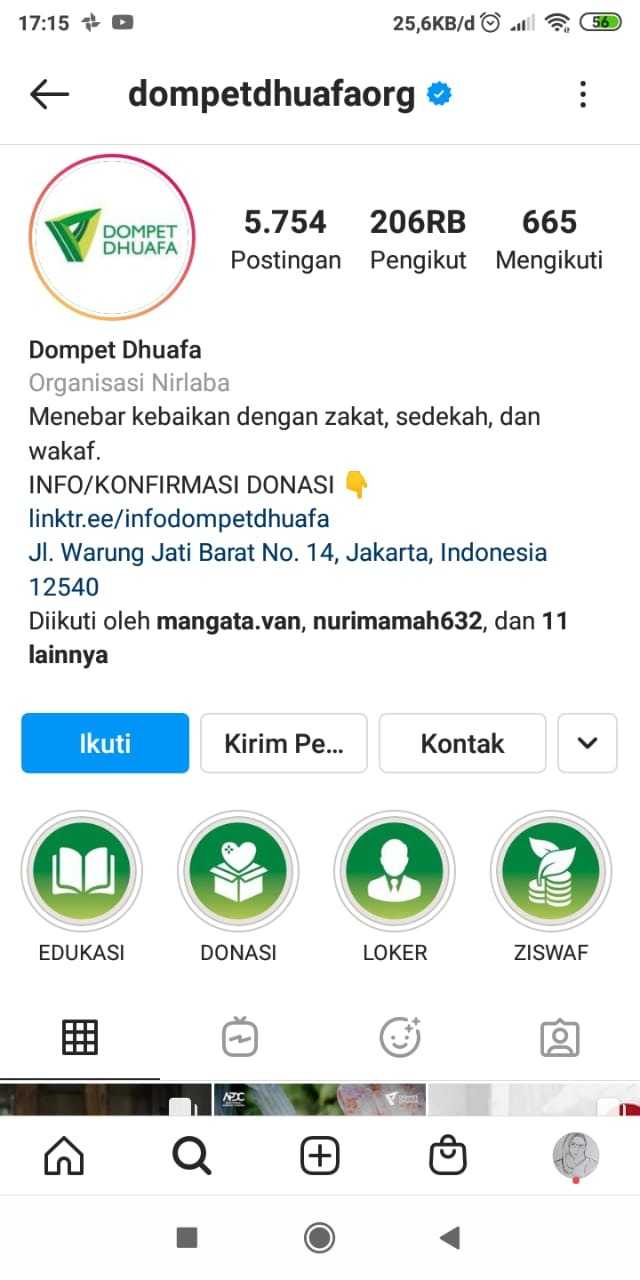 17:15
25,6KB/d
56
dompetdhuafaorg
DOMPET
DHUAFA
5.754
206RB
665
Postingan
Pengikut
Mengikuti
Dompet Dhuafa
Organisasi Nirlaba
Menebar kebaikan dengan zakat, sedekah, dan
wakaf.
INFO/KONFIRMASI DONASI 👇
linktr.ee/infodompetdhuafa
Jl. Warung Jati Barat No. 14, Jakarta, Indonesia
12540
Diikuti oleh mangata.van, nurimamah632, dan 11
lainnya
Ikuti
Kirim Pe...
Kontak
EDUKASI
DONASI
LOKER
ZISWAF